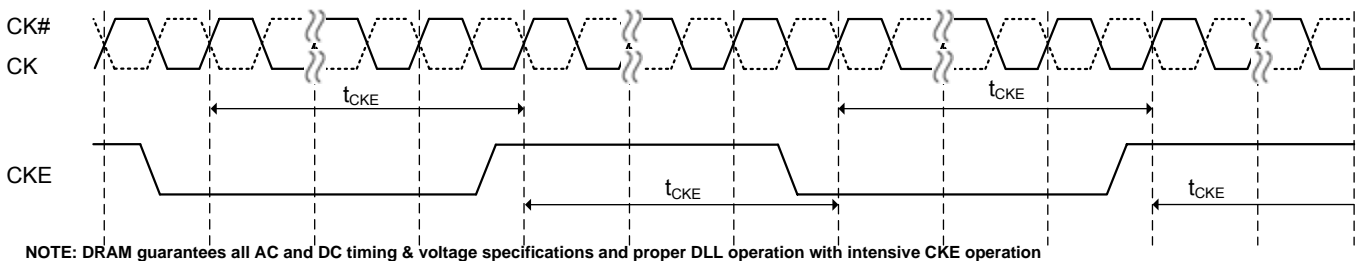 CK#
CK
tCKE
tCKE
CKE
tCKE
tCKE
NOTE: DRAM guarantees all AC and DC timing & voltage specifications and proper DLL operation with intensive CKE operation